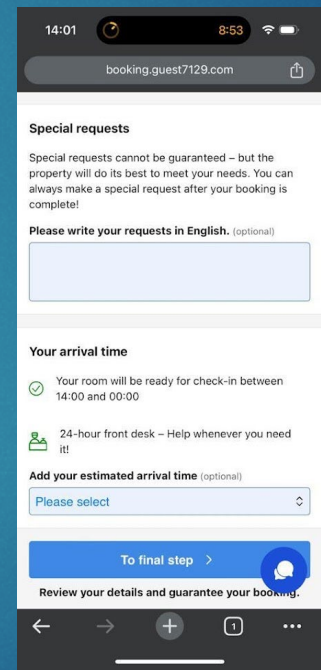 14:01
8:53
booking.guest7129.com
Special requests
Special requests cannot be guaranteed – but the
property will do its best to meet your needs. You can
always make a special request after your booking is
complete!
Please write your requests in English. (optional)
Your arrival time
Your room will be ready for check-in between
14:00 and 00:00
24-hour front desk – Help whenever you need
it!
Add your estimated arrival time (optional)
Please select
To final step
Review your details and guarantee your booking.
1